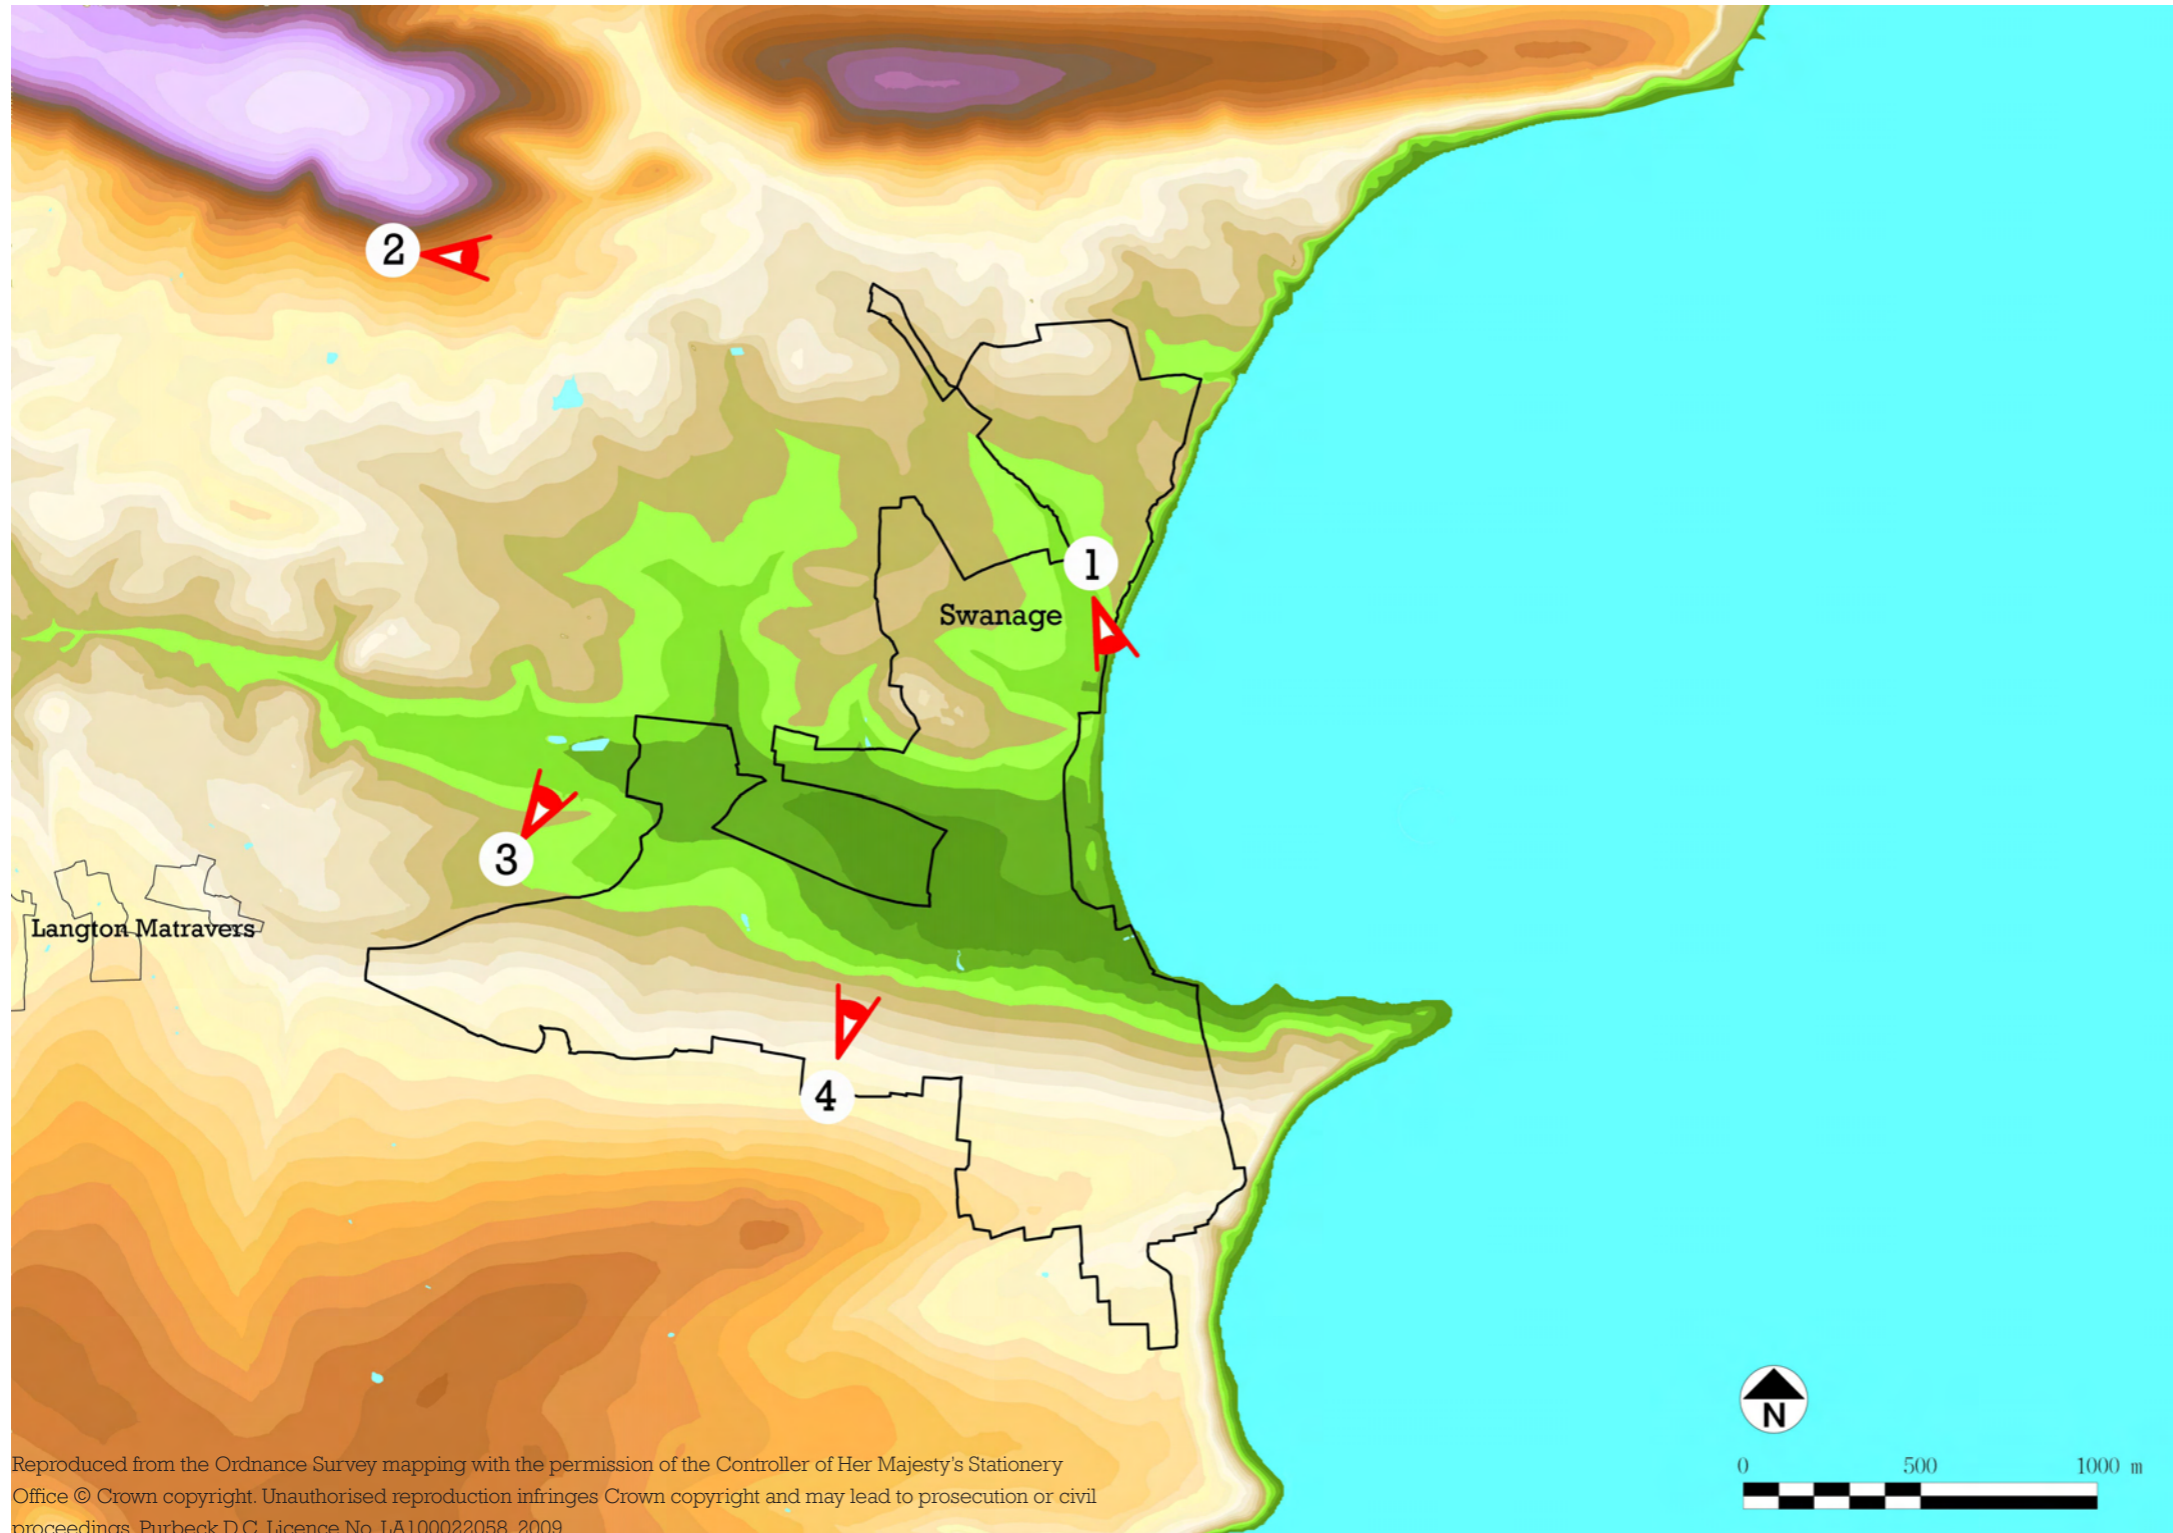 2
1
Swanage
3
Langton Matravers
4
N
0 500 1000 m
Reproduced from the Ordnance Survey mapping with the permission of the Controller of Her Majesty's Stationery
Office © Crown copyright. Unauthorised reproduction infringes Crown copyright and may lead to prosecution or civil
proceedings. Purbeck D.C. Licence No. LA100022058. 2009